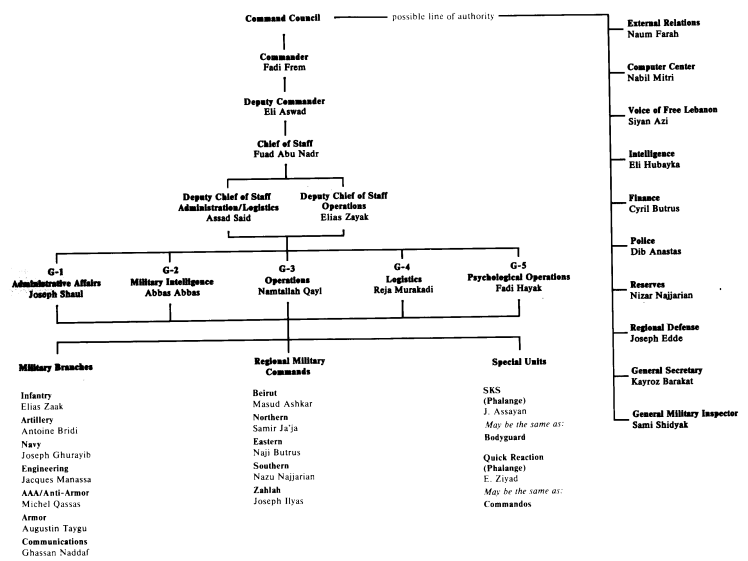 Command Council
possible line of authority
Commander
Fadi Frem
Deputy Commander
Eli Aswad
Chief of Staff
Fuad Abu Nadr
Deputy Chief of Staff
Administration/Logistics
Assad Said
Deputy Chief of Staff
Operations
Elias Zayak
G-1
Administrative Affairs
Joseph Shaul
G-2
Military Intelligence
Abbas Abbas
G-3
Operations
Namtallah Qayl
G-4
Logistics
Reja Murakadi
G-5
Psychological Operations
Fadi Hayak
Military Branches
Infantry
Elias Zaak
Artillery
Antoine Bridi
Navy
Joseph Ghurayib
Engineering
Jacques Manassa
AAA/Anti-Armor
Michel Qassas
Armor
Augustin Taygu
Communications
Ghassan Naddaf
Regional Military
Commands
Beirut
Masud Ashkar
Northern
Samir Ja'ja
Eastern
Naji Butrus
Southern
Nazu Najjarian
Zahlah
Joseph Ilyas
Special Units
SKS
(Phalange)
J. Assayan
May be the same as:
Bodyguard
Quick Reaction
(Phalange)
E. Ziyad
May be the same as:
Commandos
External Relations
Naum Farah
Computer Center
Nabil Mitri
Voice of Free Lebanon
Siyan Azi
Intelligence
Eli Hubayka
Finance
Cyril Butrus
Police
Dib Anastas
Reserves
Nizar Najjarian
Regional Defense
Joseph Edde
General Secretary
Kayroz Barakat
General Military Inspector
Sami Shidyak